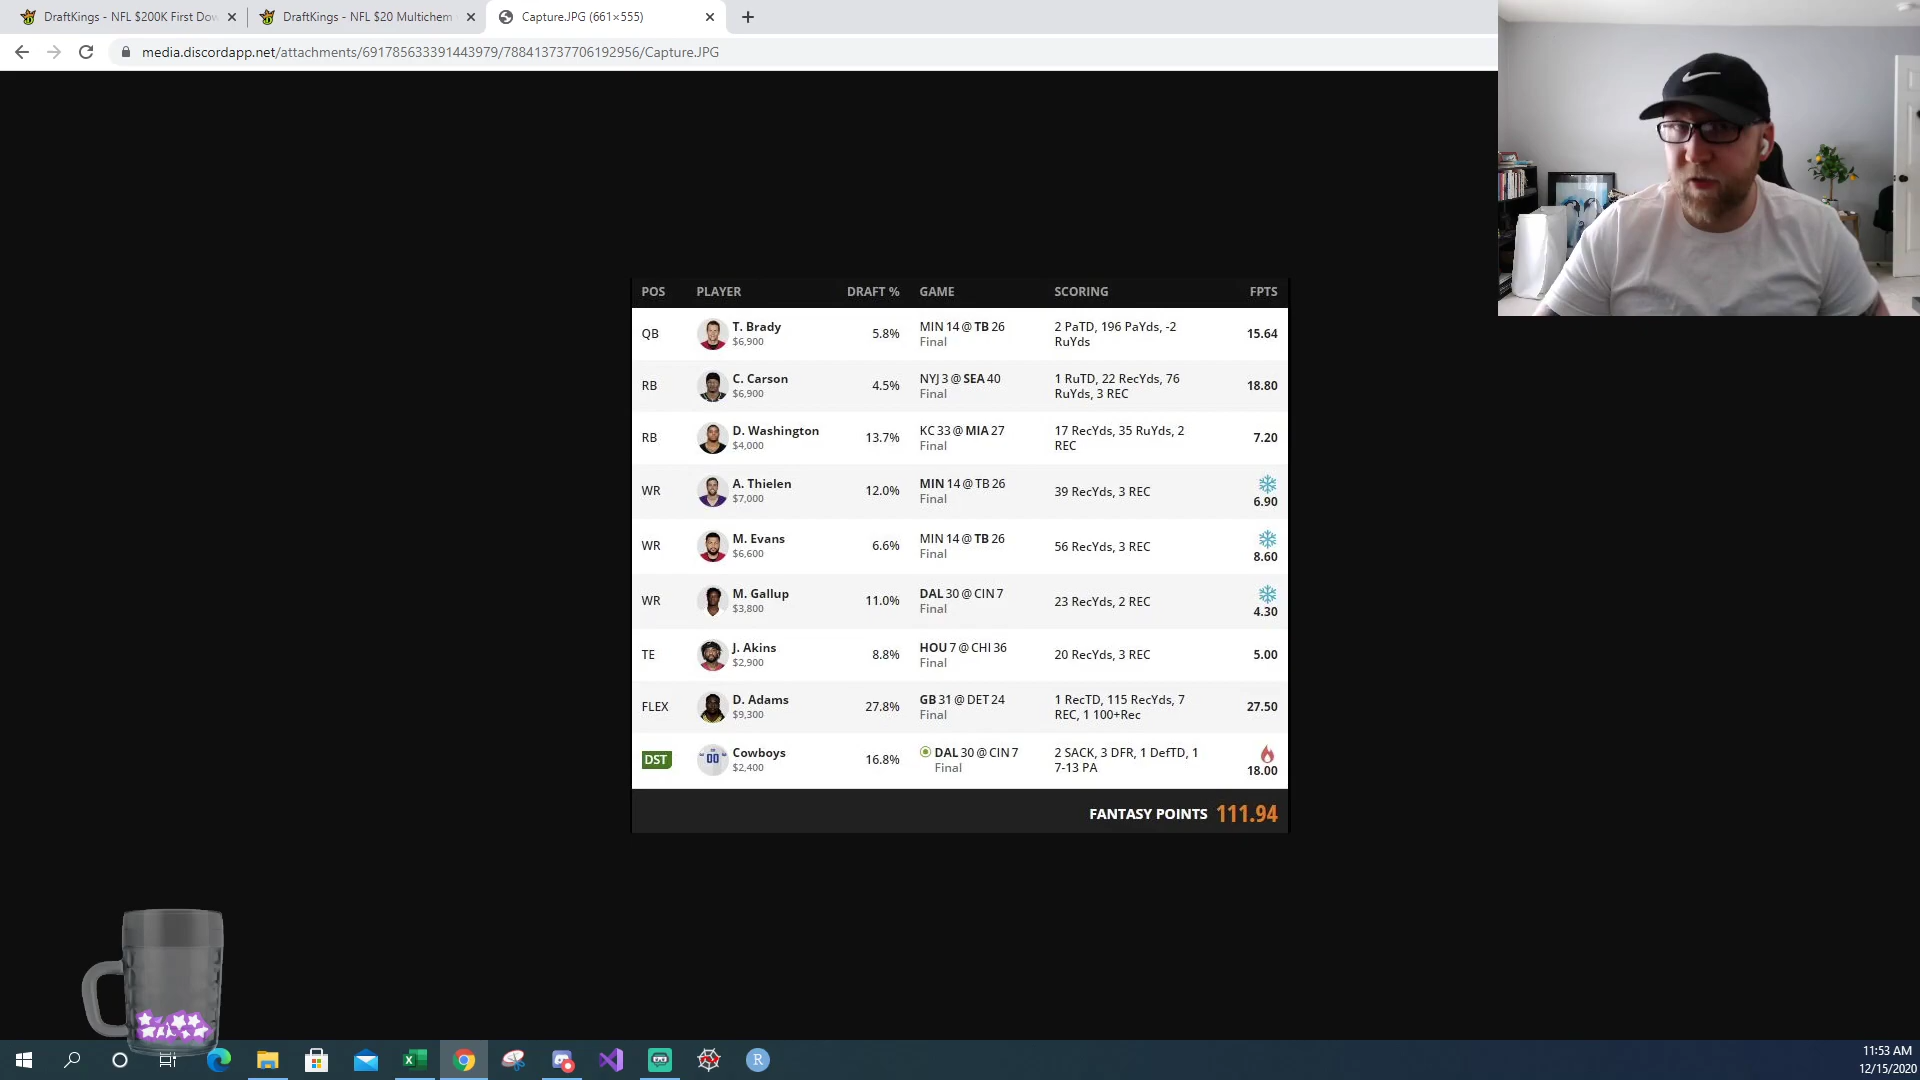 DraftKings - NFL $200K First Dow
DraftKings - NFL $20 Multichem
Capture.JPG (661×555)
media.discordapp.net/attachments/691785633391443979/788413737706192956/Capture.JPG
POS PLAYER DRAFT % GAME SCORING FPTS
QB T. Brady $6,900 5.8% MIN 14 @ TB 26 Final 2 PaTD, 196 PaYds, -2 RuYds 15.64
RB C. Carson $6,900 4.5% NYJ 3 @ SEA 40 Final 1 RuTD, 22 RecYds, 76 RuYds, 3 REC 18.80
RB D. Washington $4,000 13.7% KC 33 @ MIA 27 Final 17 RecYds, 35 RuYds, 2 REC 7.20
WR A. Thielen $7,000 12.0% MIN 14 @ TB 26 Final 39 RecYds, 3 REC 6.90
WR M. Evans $6,600 6.6% MIN 14 @ TB 26 Final 56 RecYds, 3 REC 8.60
WR M. Gallup $3,800 11.0% DAL 30 @ CIN 7 Final 23 RecYds, 2 REC 4.30
TE J. Akins $2,900 8.8% HOU 7 @ CHI 36 Final 20 RecYds, 3 REC 5.00
FLEX D. Adams $9,300 27.8% GB 31 @ DET 24 Final 1 RecTD, 115 RecYds, 7 REC, 1 100+Rec 27.50
DST 00 Cowboys $2,400 16.8% DAL 30 @ CIN 7 Final 2 SACK, 3 DFR, 1 DefTD, 1 7-13 PA 18.00
FANTASY POINTS 111.94
R
11:53 AM
12/15/2020